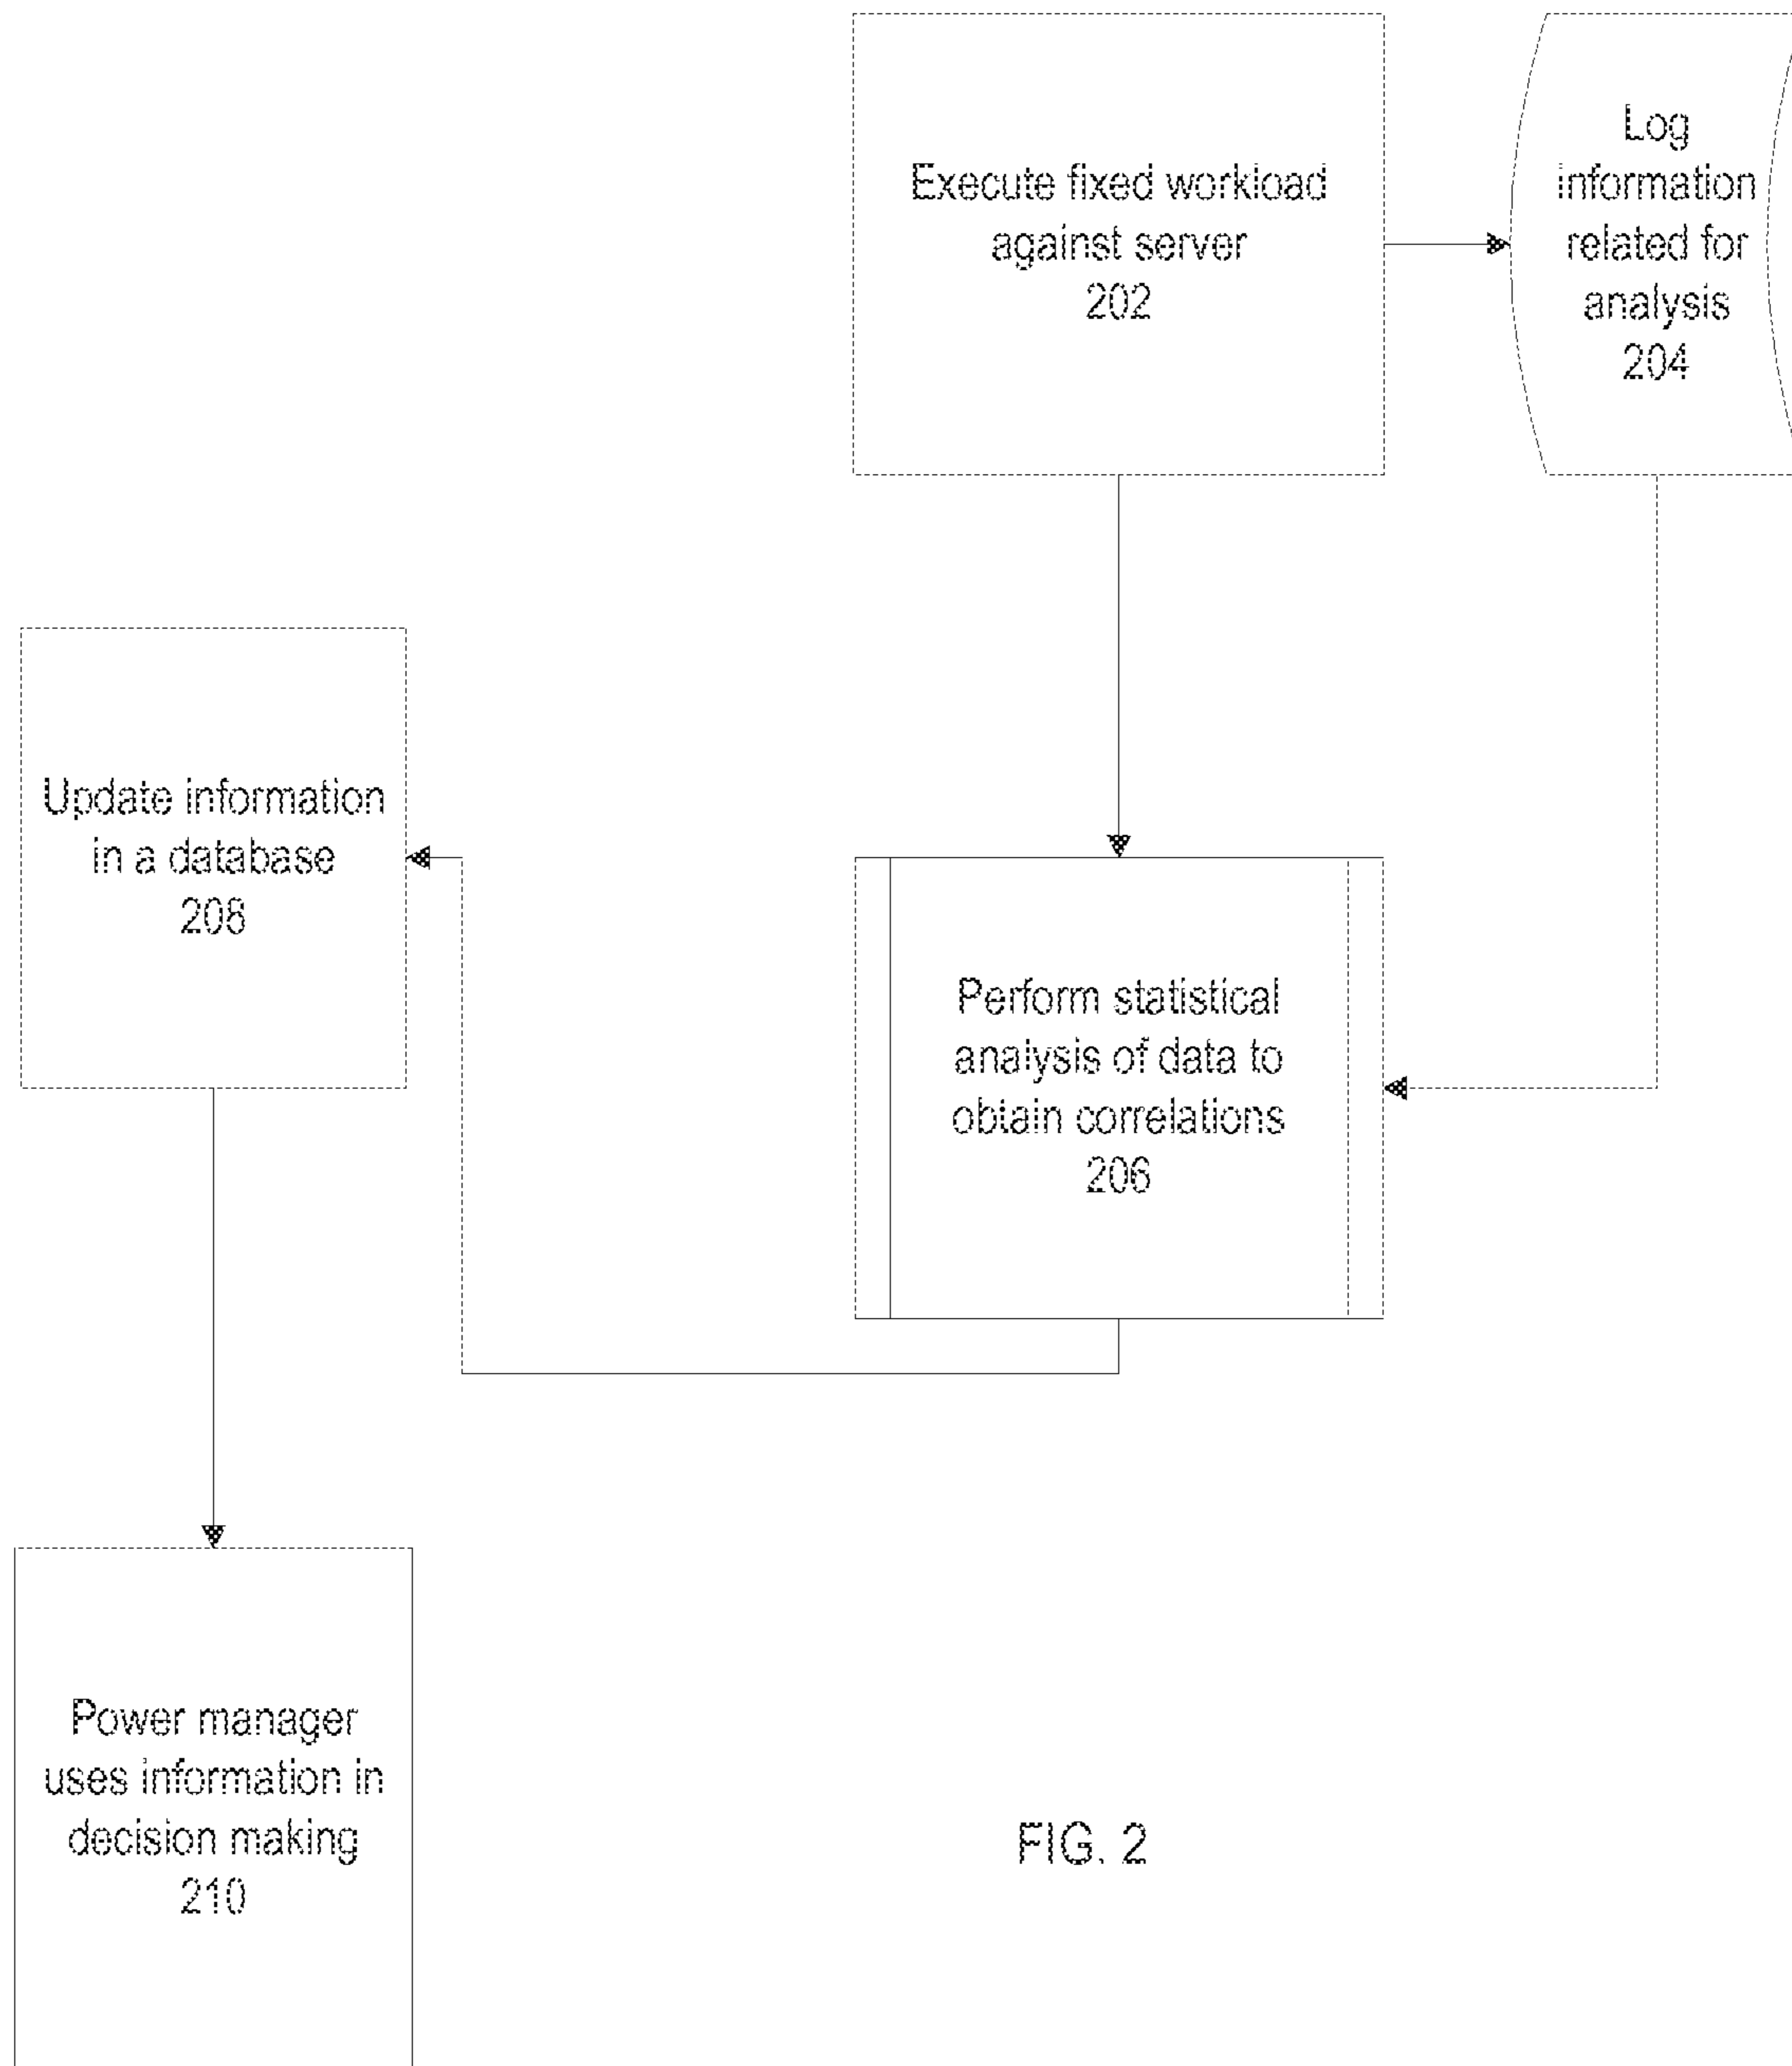 Execute fixed workload
against server
202
Log
information
related for
analysis
204
Update information
in a database
208
Perform statistical
analysis of data to
obtain correlations
206
Power manager
uses information in
decision making
210
FIG. 2